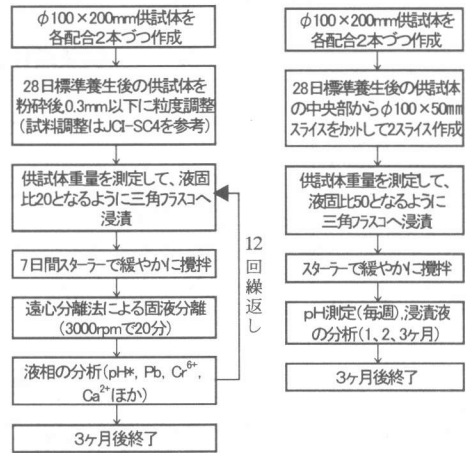 φ100×200mm供試体を
各配合2本づつ作成
28日標準養生後の供試体を
粉砕後,0.3mm以下に粒度調整
(試料調整はJCI-SC4を参考)
供試体重量を測定して、液固
比20となるように三角フラスコへ
浸漬
7日間スターラーで緩やかに攪拌
遠心分離法による固液分離
(3000rpmで20分)
液相の分析(pH*, Pb, Cr⁶⁺,
Ca²⁺ほか)
3ヶ月後終了
12
回
繰
返
し
φ100×200mm供試体を
各配合2本づつ作成
28日標準養生後の供試体
の中央部からφ100×50mm
スライスをカットして2スライス作成
供試体重量を測定して、
液固比50となるように
三角フラスコへ浸漬
スターラーで緩やかに攪拌
pH測定(毎週),浸漬液
の分析(1、2、3ヶ月)
3ヶ月後終了